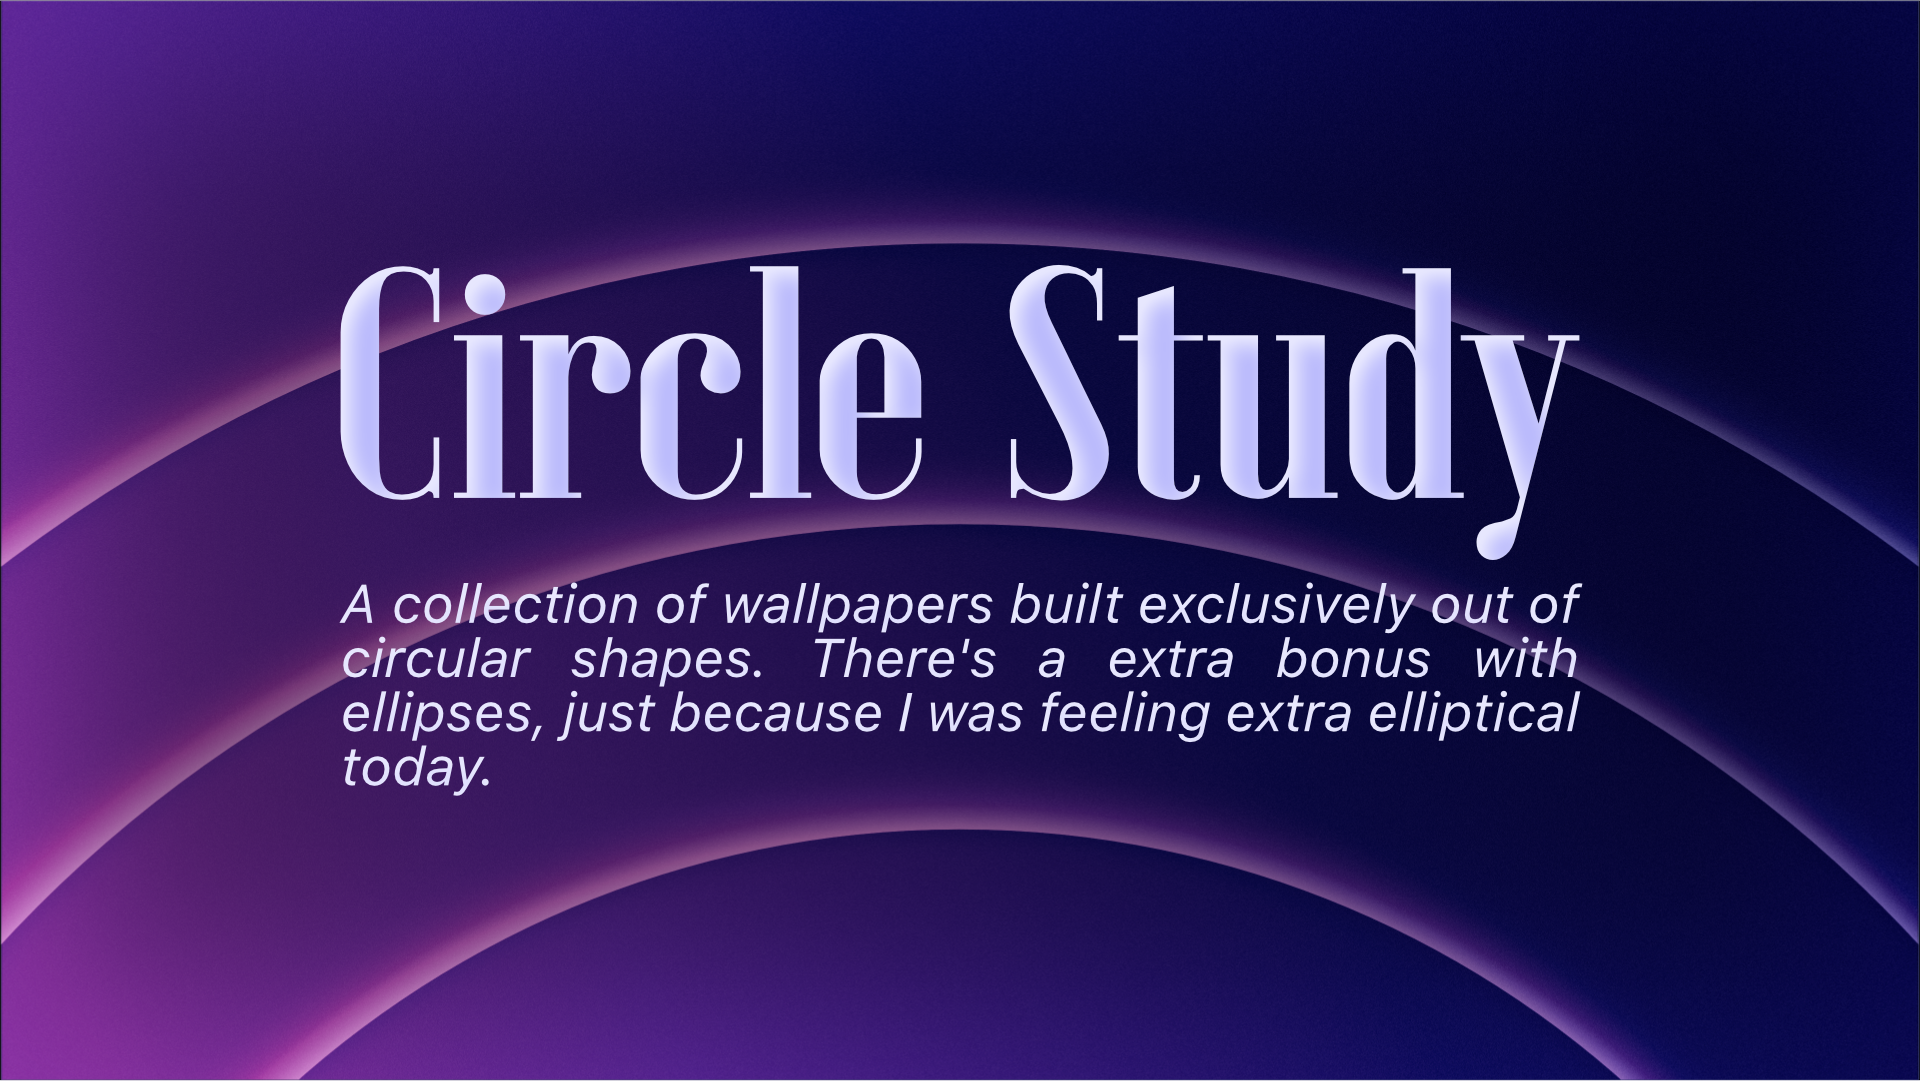 Circle Study
A collection of wallpapers built exclusively out of
circular shapes. There's a extra bonus with
ellipses, just because I was feeling extra elliptical
today.